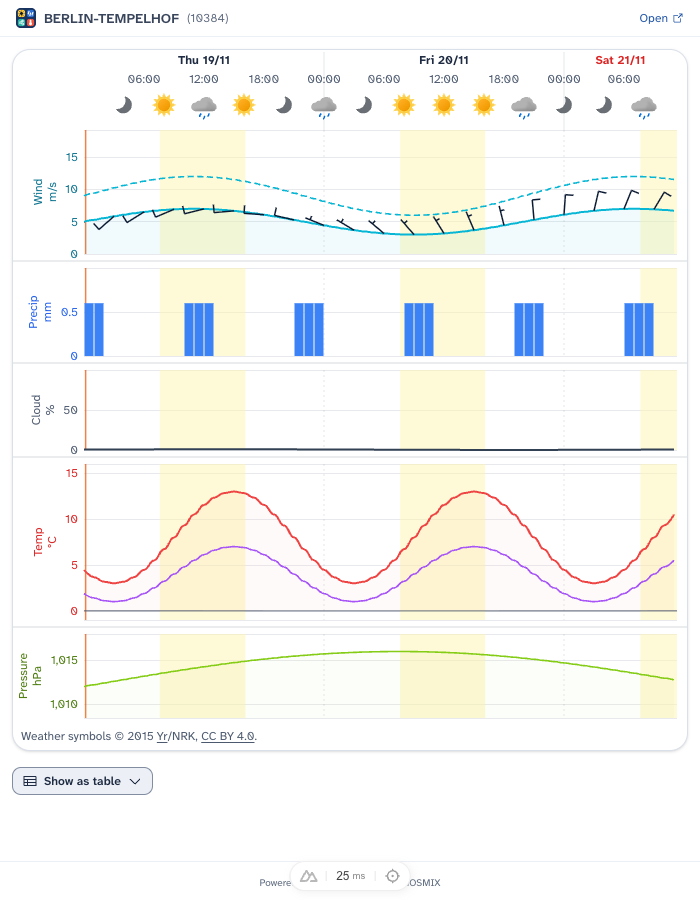 BERLIN-TEMPELHOF (10384)
Open
Thu 19/11 Fri 20/11 Sat 21/11
06:00 12:00 18:00 00:00 06:00 12:00 18:00 00:00 06:00
Wind m/s
15
10
5
0
Precip mm
0.5
0
Cloud %
50
0
Temp °C
15
10
5
0
Pressure hPa
1,015
1,010
Weather symbols © 2015 Yr/NRK, CC BY 4.0.
Show as table
25 ms